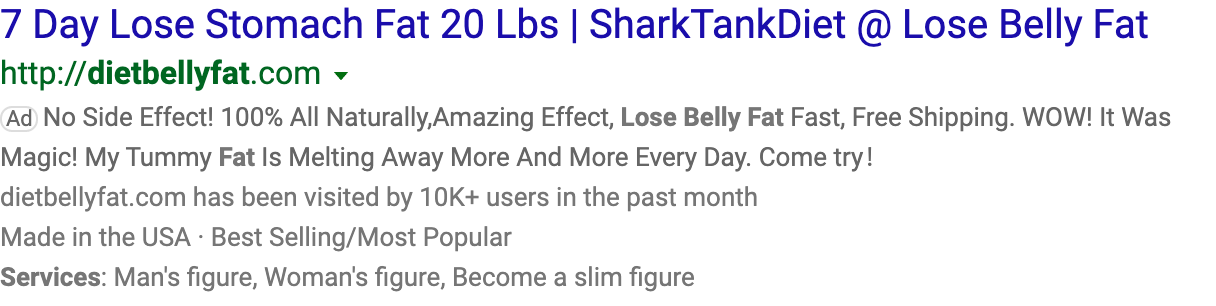 7 Day Lose Stomach Fat 20 Lbs | SharkTankDiet @ Lose Belly Fat
http://dietbellyfat.com
Ad No Side Effect! 100% All Naturally,Amazing Effect, Lose Belly Fat Fast, Free Shipping. WOW! It Was
Magic! My Tummy Fat Is Melting Away More And More Every Day. Come try!
dietbellyfat.com has been visited by 10K+ users in the past month
Made in the USA · Best Selling/Most Popular
Services: Man's figure, Woman's figure, Become a slim figure